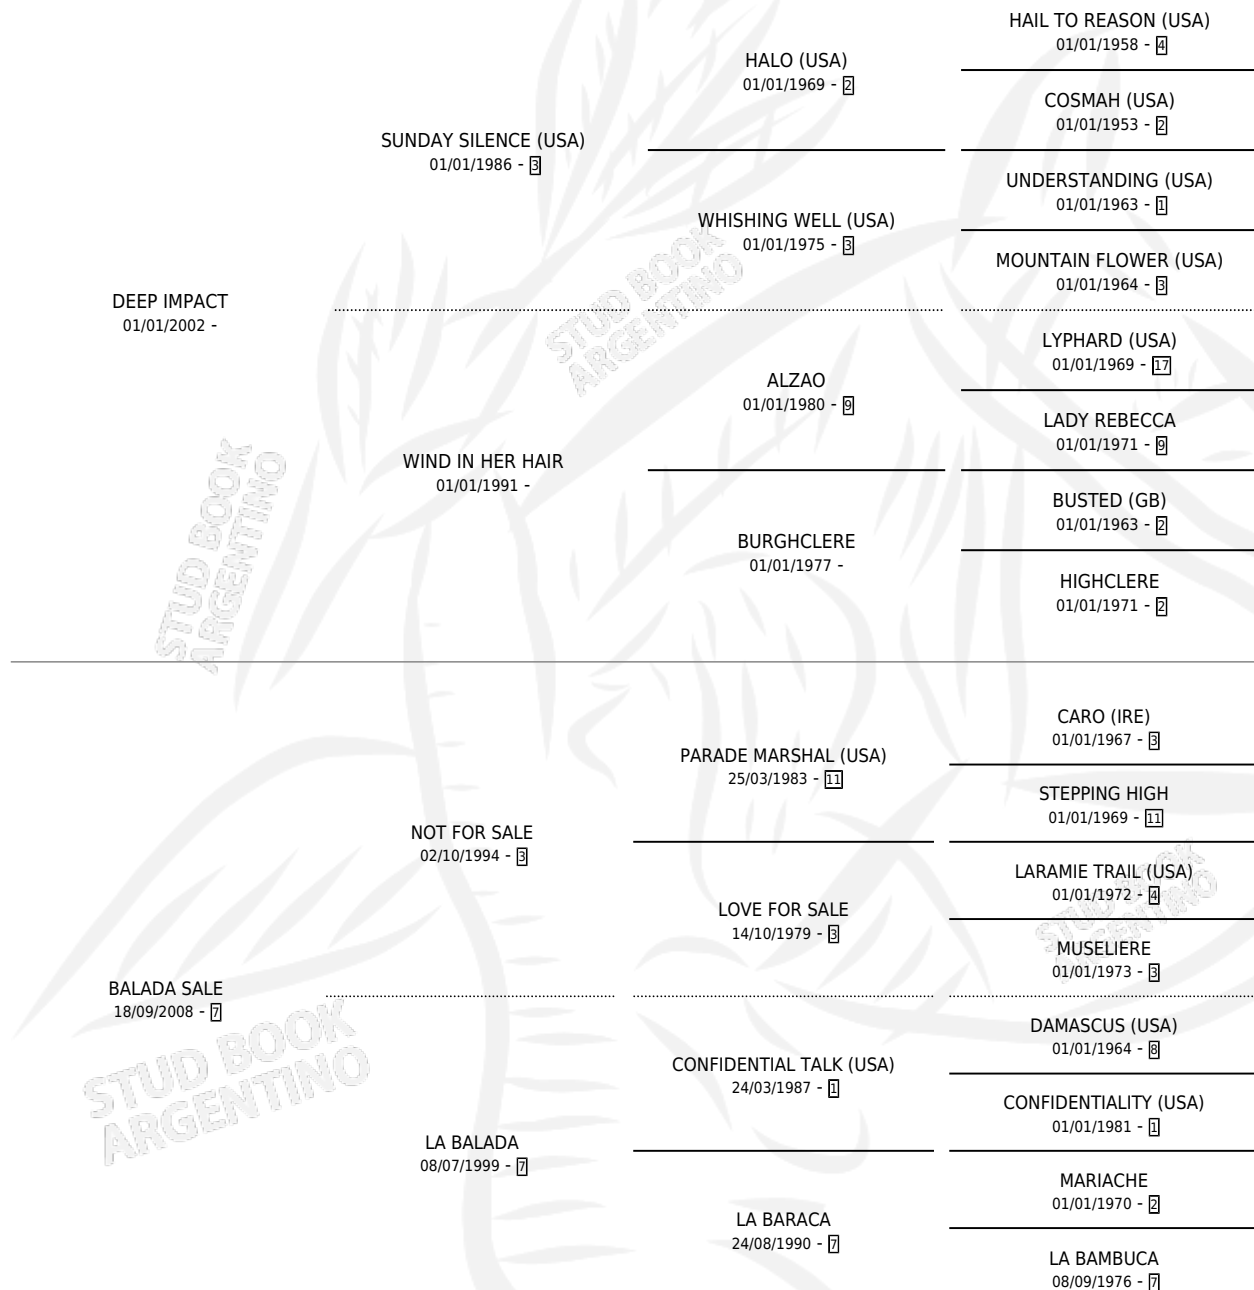 HAIL TO REASON (USA)
01/01/1958 - 4
HALO (USA)
01/01/1969 - 2
COSMAH (USA)
01/01/1953 - 2
SUNDAY SILENCE (USA)
01/01/1986 - 3
UNDERSTANDING (USA)
01/01/1963 - 1
WHISHING WELL (USA)
01/01/1975 - 3
MOUNTAIN FLOWER (USA)
01/01/1964 - 3
DEEP IMPACT
01/01/2002 -
LYPHARD (USA)
01/01/1969 - 17
ALZAO
01/01/1980 - 9
LADY REBECCA
01/01/1971 - 9
WIND IN HER HAIR
01/01/1991 -
BUSTED (GB)
01/01/1963 - 2
BURGHCLERE
01/01/1977 -
HIGHCLERE
01/01/1971 - 2
CARO (IRE)
01/01/1967 - 3
PARADE MARSHAL (USA)
25/03/1983 - 11
STEPPING HIGH
01/01/1969 - 11
NOT FOR SALE
02/10/1994 - 3
LARAMIE TRAIL (USA)
01/01/1972 - 4
LOVE FOR SALE
14/10/1979 - 3
MUSELIERE
01/01/1973 - 3
BALADA SALE
18/09/2008 - 7
DAMASCUS (USA)
01/01/1964 - 8
CONFIDENTIAL TALK (USA)
24/03/1987 - 1
CONFIDENTIALITY (USA)
01/01/1981 - 1
LA BALADA
08/07/1999 - 7
MARIACHE
01/01/1970 - 2
LA BARACA
24/08/1990 - 7
LA BAMBUCA
08/09/1976 - 7
STUD BOOK
ARGENTINO
STUD BOOK
ARGENTINO
STUD BOOK
ARGENTINO
STUD BOOK
ARGENTINO